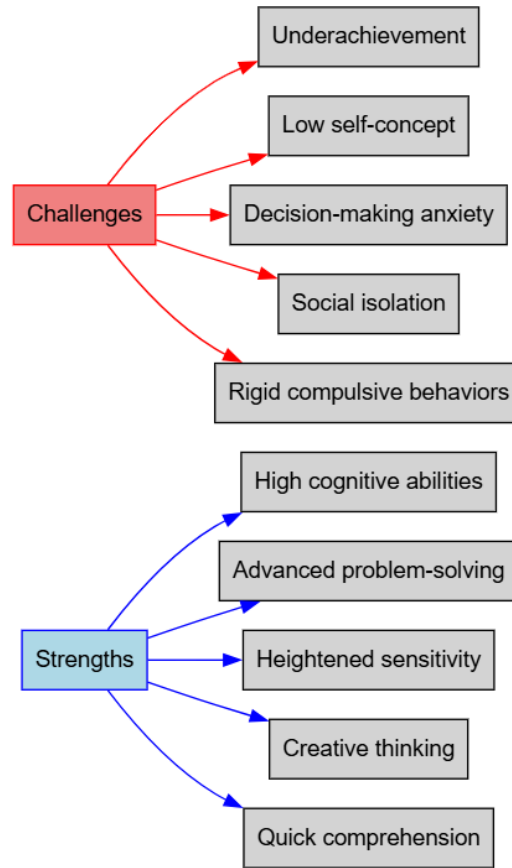 Underachievement
Low self-concept
Challenges
Decision-making anxiety
Social isolation
Rigid compulsive behaviors
High cognitive abilities
Advanced problem-solving
Strengths
Heightened sensitivity
Creative thinking
Quick comprehension